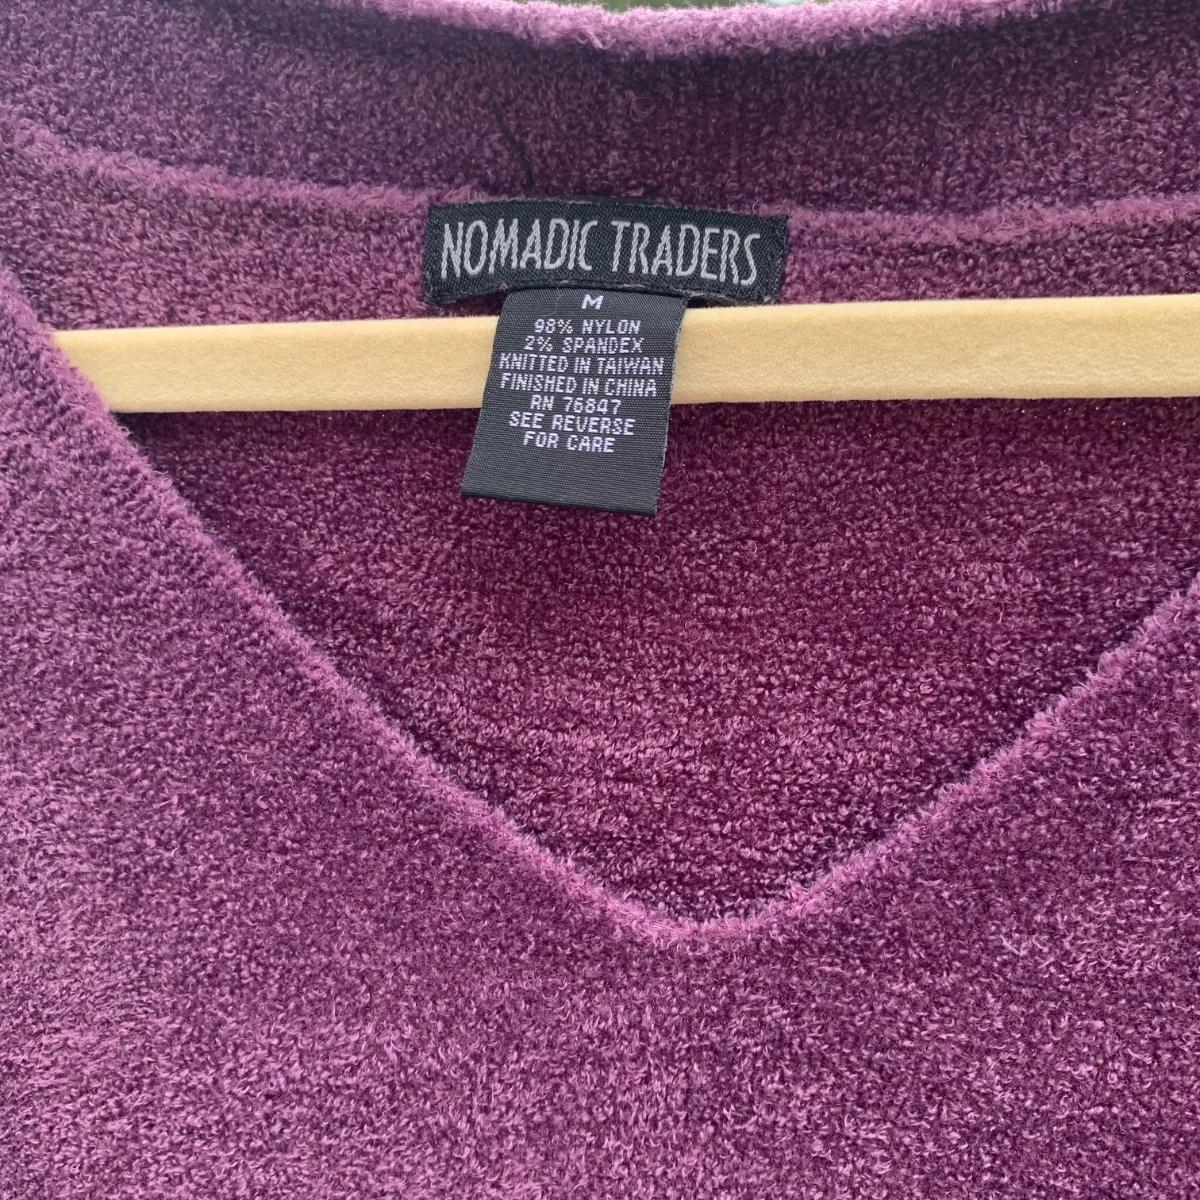 NOMADIC TRADERS
M
98% NYLON
2% SPANDEX
KNITTED IN TAIWAN
FINISHED IN CHINA
RN 76847
SEE REVERSE
FOR CARE